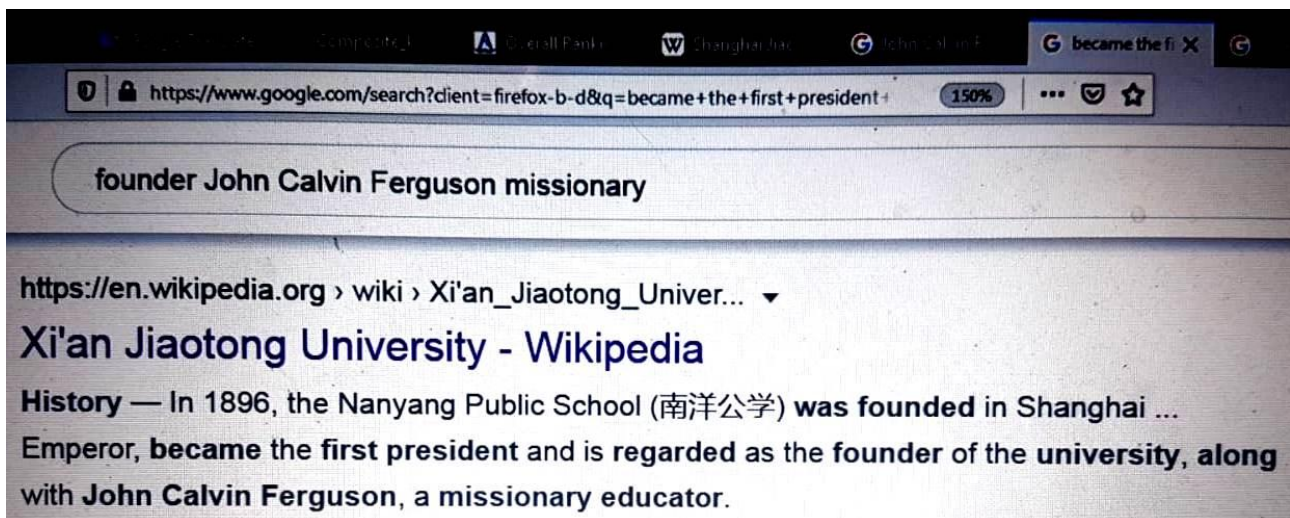 Overall Ranki
Shanghai Jiao
John Calvin F
became the fi
https://www.google.com/search?client=firefox-b-d&q=became+the+first+president+
150%
founder John Calvin Ferguson missionary
https://en.wikipedia.org › wiki › Xi'an_Jiaotong_Univer...
Xi'an Jiaotong University - Wikipedia
History — In 1896, the Nanyang Public School (南洋公学) was founded in Shanghai ...
Emperor, became the first president and is regarded as the founder of the university, along
with John Calvin Ferguson, a missionary educator.